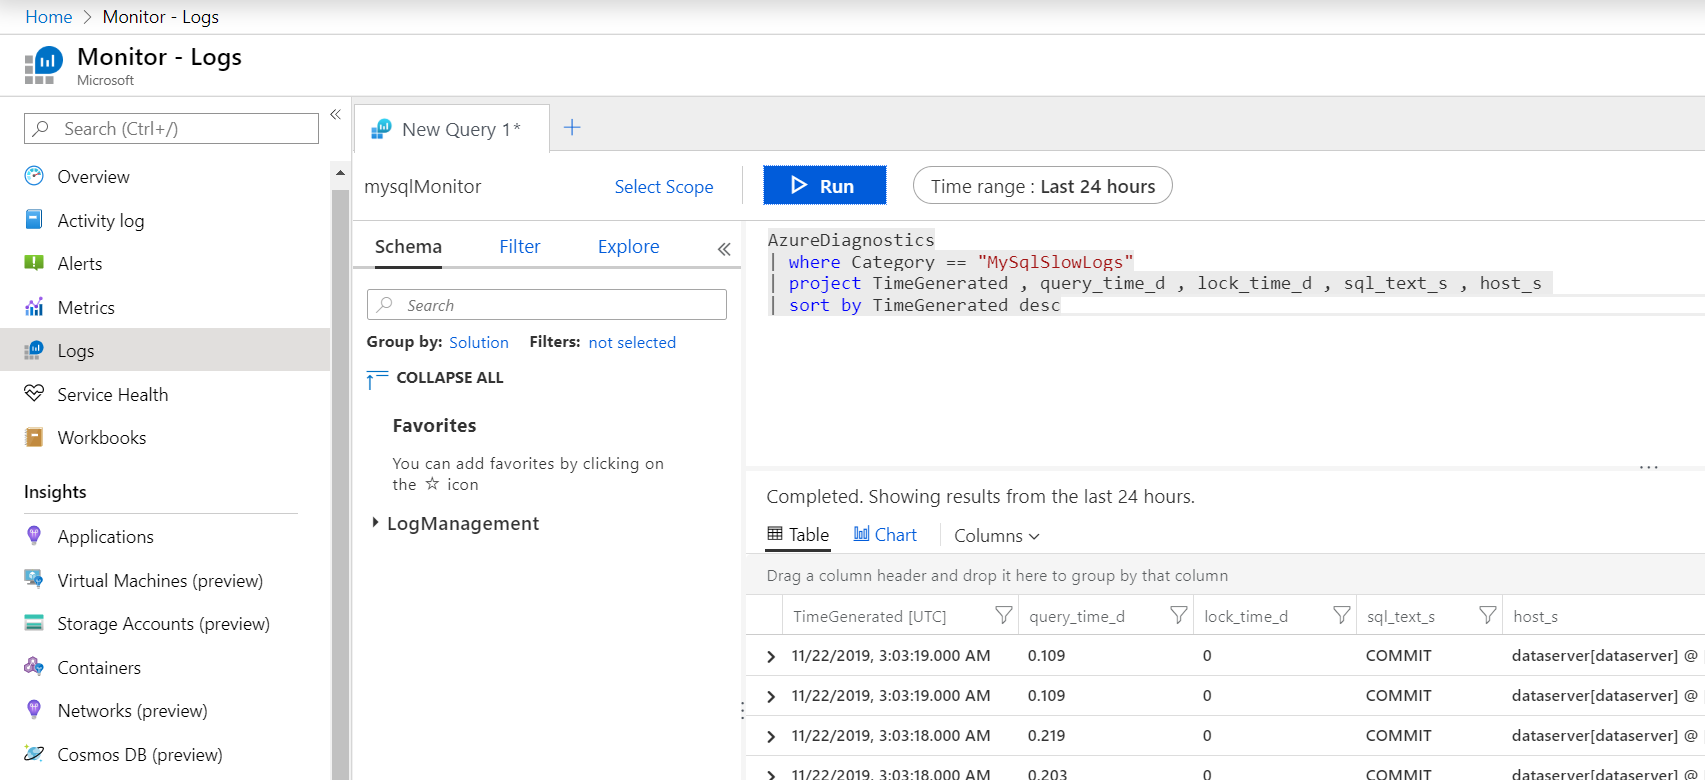 Home > Monitor - Logs
Monitor - Logs
Microsoft
Search (Ctrl+/)
«
Overview
Activity log
Alerts
Metrics
Logs
Service Health
Workbooks
Insights
Applications
Virtual Machines (preview)
Storage Accounts (preview)
Containers
Networks (preview)
Cosmos DB (preview)
New Query 1*
+
mysqlMonitor
Select Scope
Run
Time range : Last 24 hours
Schema Filter Explore «
Search
Group by: Solution Filters: not selected
COLLAPSE ALL
Favorites
You can add favorites by clicking on
the ☆ icon
LogManagement
AzureDiagnostics
| where Category == "MySqlSlowLogs"
| project TimeGenerated , query_time_d , lock_time_d , sql_text_s , host_s
| sort by TimeGenerated desc
...
Completed. Showing results from the last 24 hours.
Table Chart Columns
Drag a column header and drop it here to group by that column
TimeGenerated [UTC] query_time_d lock_time_d sql_text_s host_s
11/22/2019, 3:03:19.000 AM 0.109 0 COMMIT dataserver[dataserver] @
11/22/2019, 3:03:19.000 AM 0.109 0 COMMIT dataserver[dataserver] @
11/22/2019, 3:03:18.000 AM 0.219 0 COMMIT dataserver[dataserver] @
11/22/2019, 3:03:18.000 AM 0.203 0 COMMIT dataserver[dataserver] @